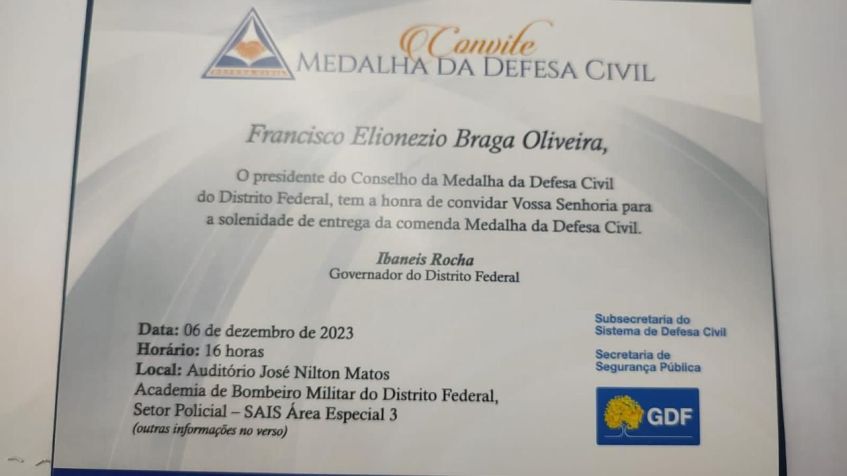 Convite
MEDALHA DA DEFESA CIVIL
Francisco Elionezio Braga Oliveira,
O presidente do Conselho da Medalha da Defesa Civil
do Distrito Federal, tem a honra de convidar Vossa Senhoria para
a solenidade de entrega da comenda Medalha da Defesa Civil.
Ibaneis Rocha
Governador do Distrito Federal
Data: 06 de dezembro de 2023
Horário: 16 horas
Local: Auditório José Nilton Matos
Academia de Bombeiro Militar do Distrito Federal,
Setor Policial – SAIS Área Especial 3
(outras informações no verso)
Subsecretaria do
Sistema de Defesa Civil
Secretaria de
Segurança Pública
GDF